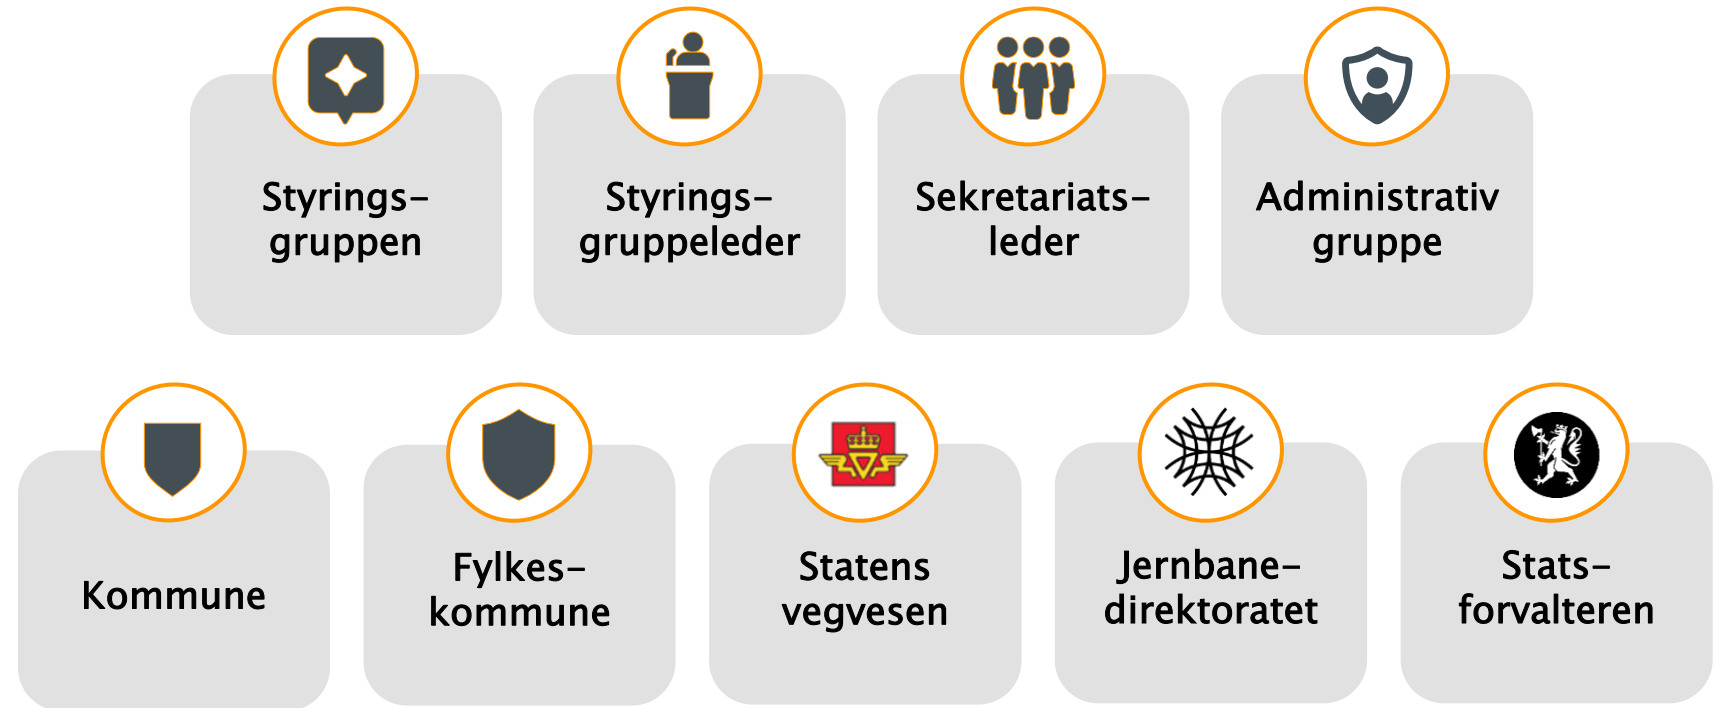 Styrings-
gruppen
Styrings-
gruppeleder
Sekretariats-
leder
Administrativ
gruppe
Kommune
Fylkes-
kommune
Statens
vegvesen
Jernbane-
direktoratet
Stats-
forvalteren